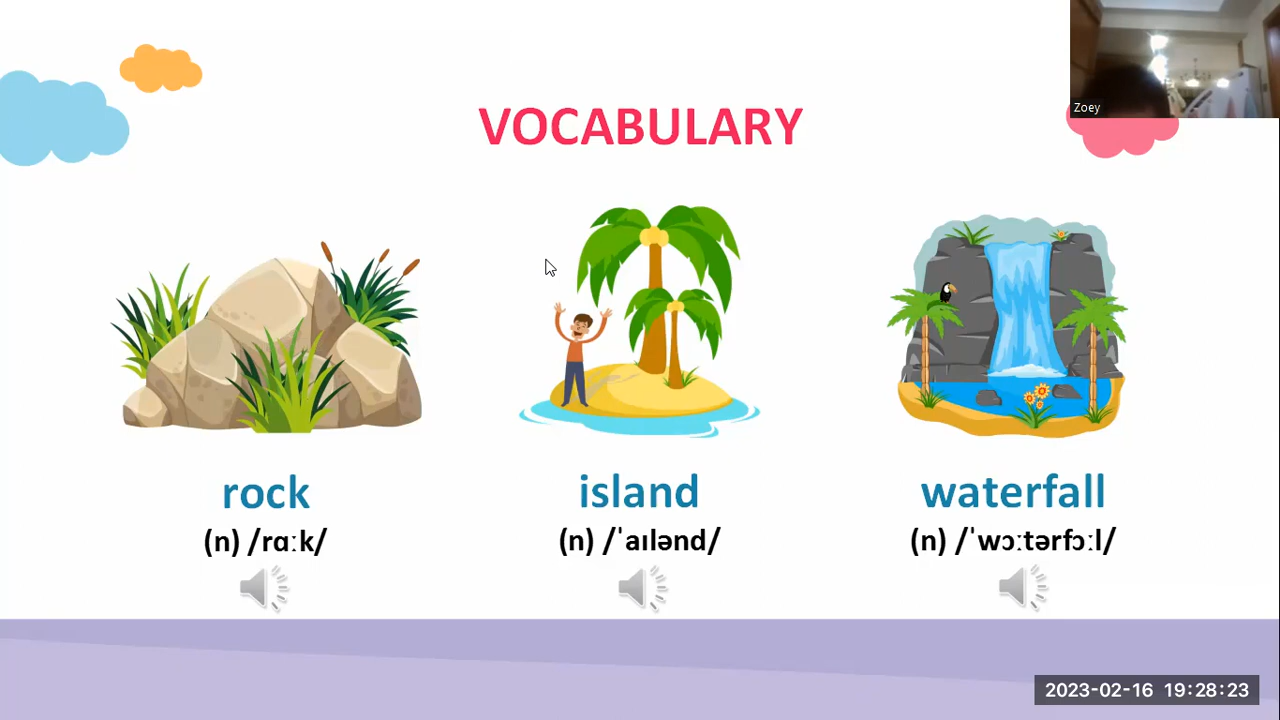 Zoey
VOCABULARY
rock
(n) /rɑːk/
island
(n) /ˈaɪlənd/
waterfall
(n) /ˈwɔːtərfɔːl/
2023-02-16 19:28:23